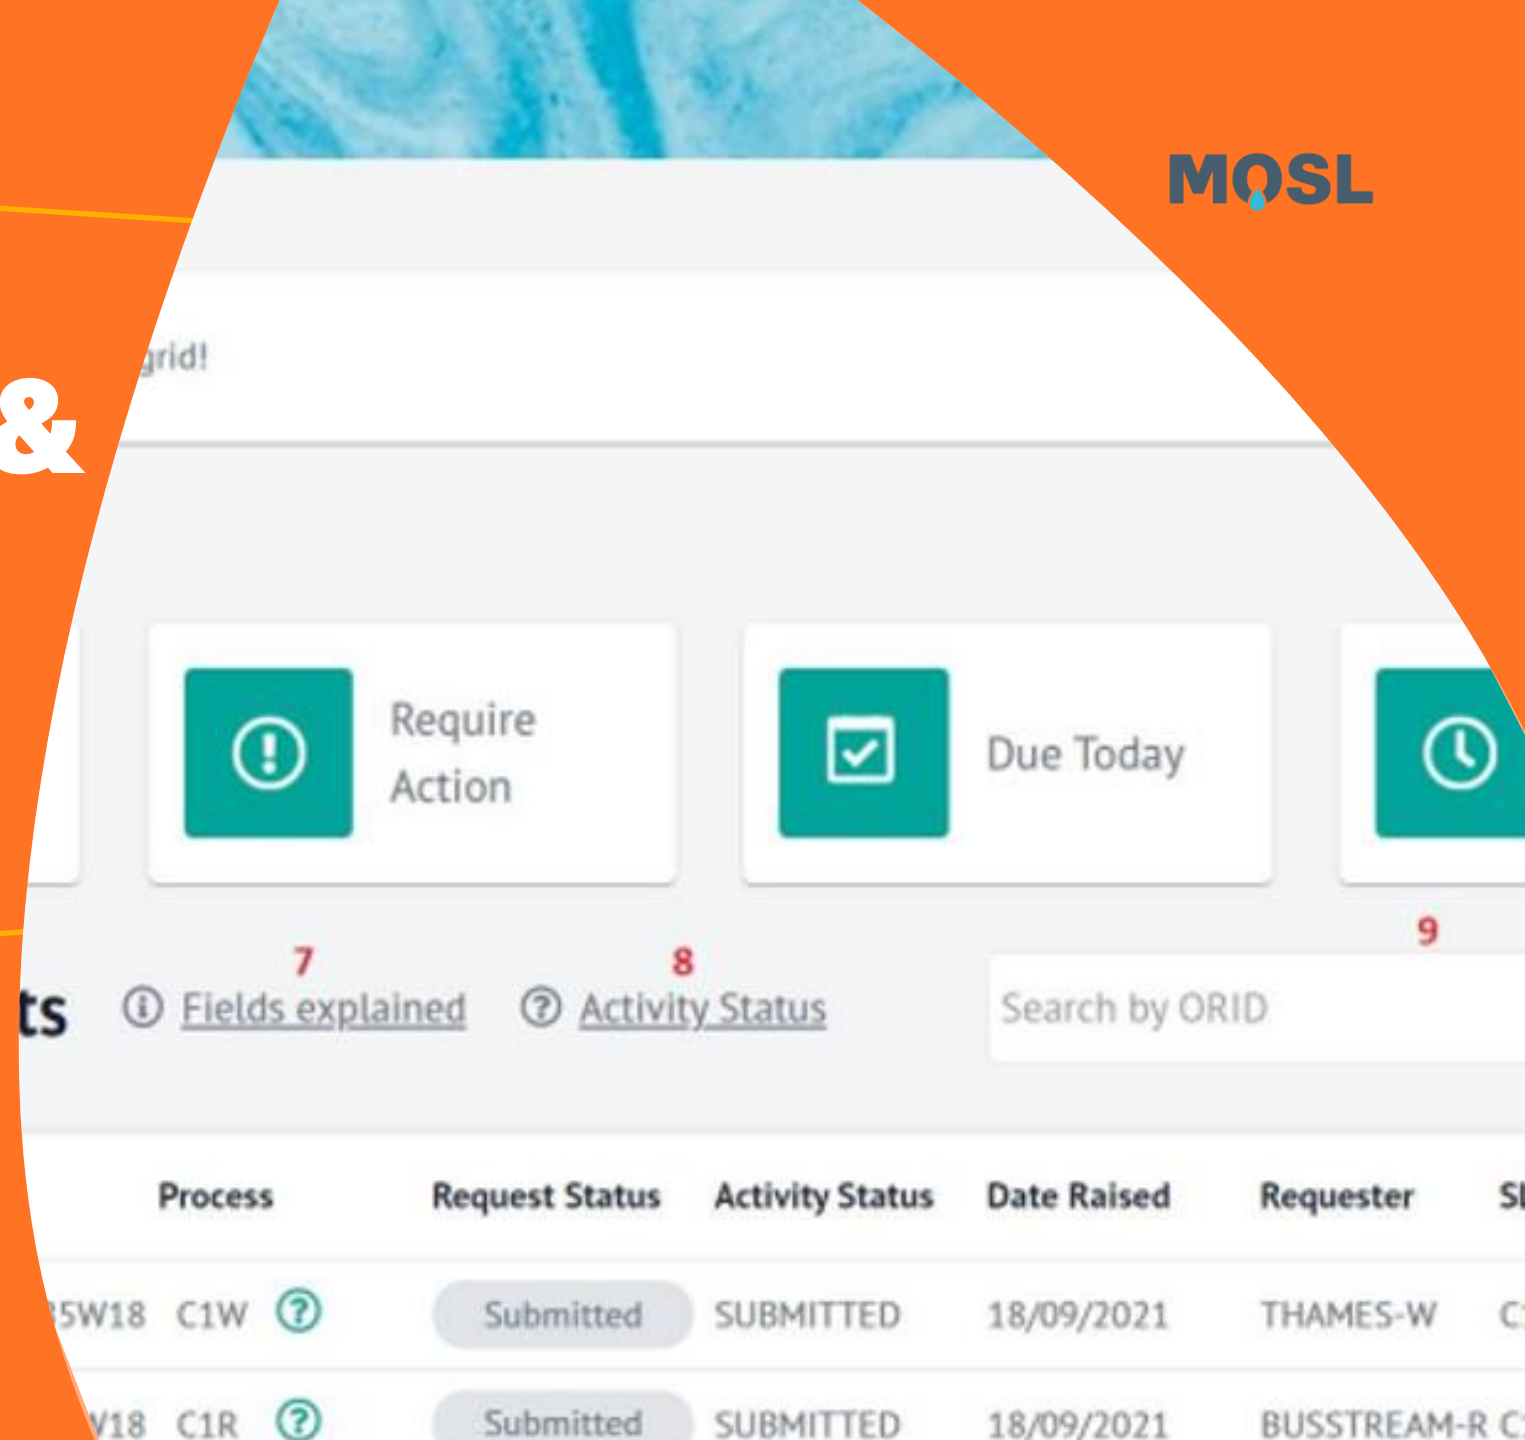 MOSL
grid!
&
Require
Action
Due Today
7 8 9
ts Fields explained Activity Status Search by ORID
Process Request Status Activity Status Date Raised Requester
5W18 C1W Submitted SUBMITTED 18/09/2021 THAMES-W
W18 C1R Submitted SUBMITTED 18/09/2021 BUSSTREAM-R